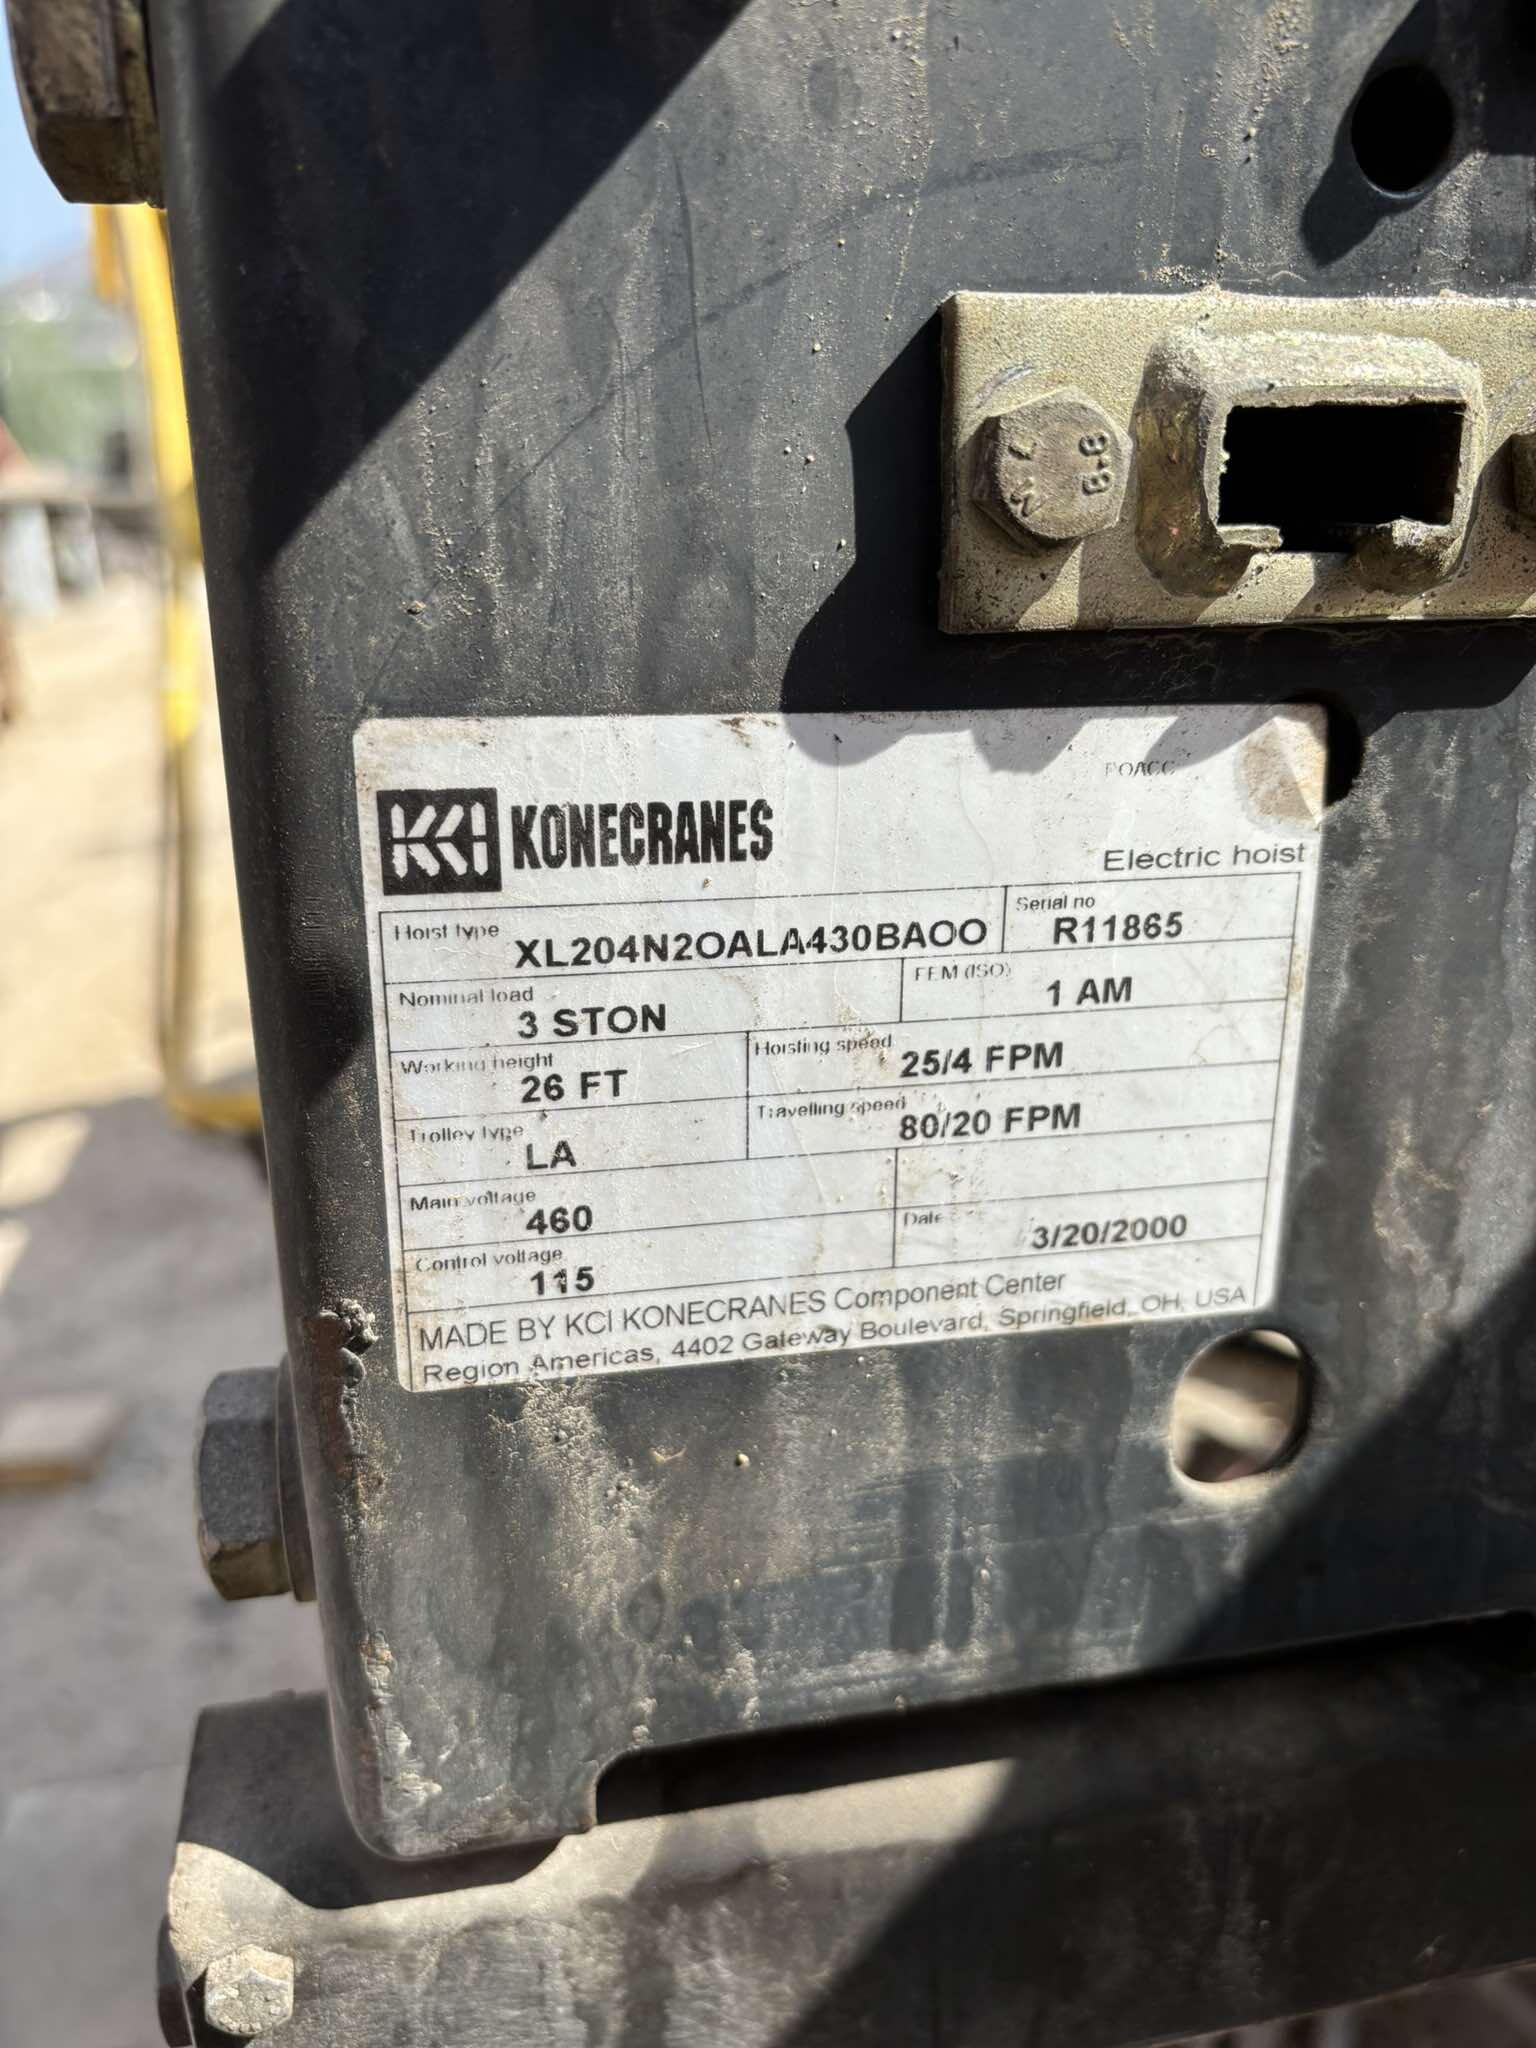 8.8
KCI KONECRANES
Electric hoist
Hoist type XL204N2OALA430BAOO Serial no R11865
Nominal load 3 STON FEM (ISO) 1 AM
Working height 26 FT Hoisting speed 25/4 FPM
Trolley type LA Travelling speed 80/20 FPM
Main voltage 460
Control voltage 115 Date 3/20/2000
MADE BY KCI KONECRANES Component Center
Region Americas, 4402 Gateway Boulevard, Springfield, OH, USA